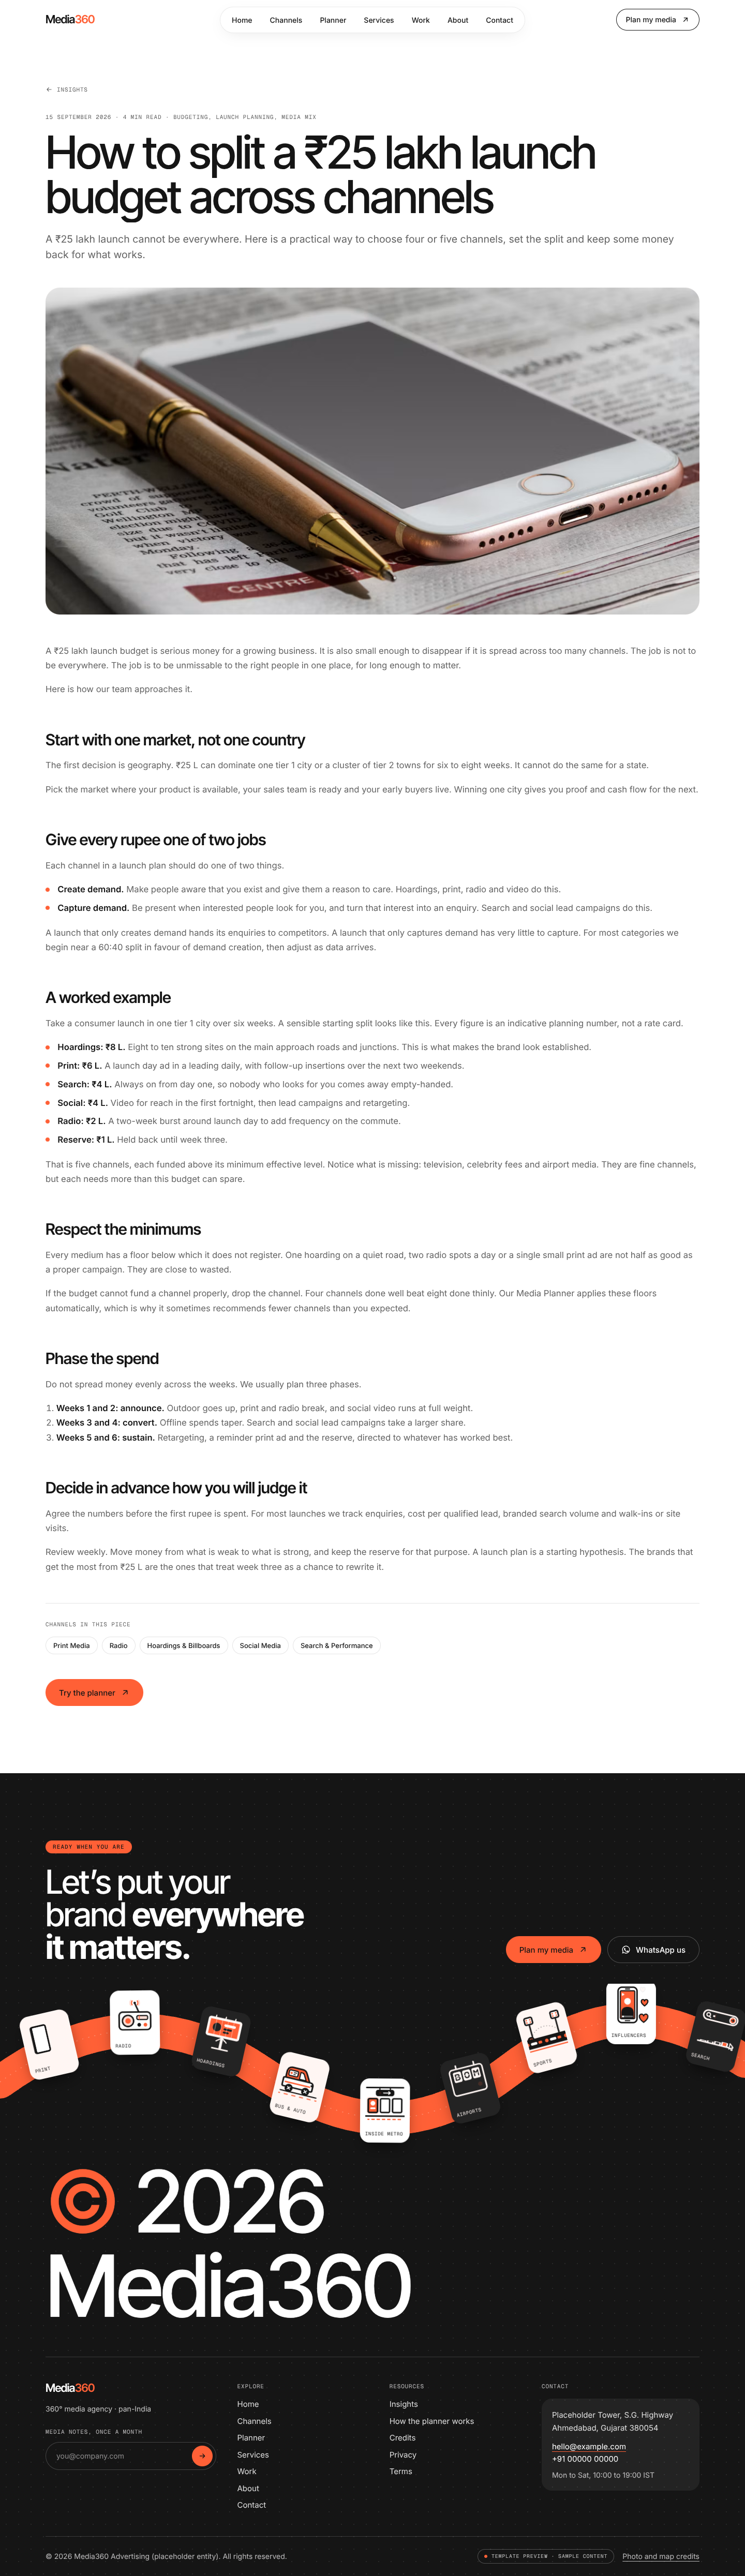 Media360
Home Channels Planner Services Work About Contact
Plan my media
← INSIGHTS
15 SEPTEMBER 2026 · 4 MIN READ · BUDGETING, LAUNCH PLANNING, MEDIA MIX
How to split a ₹25 lakh launch
budget across channels
A ₹25 lakh launch cannot be everywhere. Here is a practical way to choose four or five channels, set the split and keep some money
back for what works.
CENTRE
A ₹25 lakh launch budget is serious money for a growing business. It is also small enough to disappear if it is spread across too many channels. The job is not to
be everywhere. The job is to be unmissable to the right people in one place, for long enough to matter.
Here is how our team approaches it.
Start with one market, not one country
The first decision is geography. ₹25 L can dominate one tier 1 city or a cluster of tier 2 towns for six to eight weeks. It cannot do the same for a state.
Pick the market where your product is available, your sales team is ready and your early buyers live. Winning one city gives you proof and cash flow for the next.
Give every rupee one of two jobs
Each channel in a launch plan should do one of two things.
Create demand. Make people aware that you exist and give them a reason to care. Hoardings, print, radio and video do this.
Capture demand. Be present when interested people look for you, and turn that interest into an enquiry. Search and social lead campaigns do this.
A launch that only creates demand hands its enquiries to competitors. A launch that only captures demand has very little to capture. For most categories we
begin near a 60:40 split in favour of demand creation, then adjust as data arrives.
A worked example
Take a consumer launch in one tier 1 city over six weeks. A sensible starting split looks like this. Every figure is an indicative planning number, not a rate card.
Hoardings: ₹8 L. Eight to ten strong sites on the main approach roads and junctions. This is what makes the brand look established.
Print: ₹6 L. A launch day ad in a leading daily, with follow-up insertions over the next two weekends.
Search: ₹4 L. Always on from day one, so nobody who looks for you comes away empty-handed.
Social: ₹4 L. Video for reach in the first fortnight, then lead campaigns and retargeting.
Radio: ₹2 L. A two-week burst around launch day to add frequency on the commute.
Reserve: ₹1 L. Held back until week three.
That is five channels, each funded above its minimum effective level. Notice what is missing: television, celebrity fees and airport media. They are fine channels,
but each needs more than this budget can spare.
Respect the minimums
Every medium has a floor below which it does not register. One hoarding on a quiet road, two radio spots a day or a single small print ad are not half as good as
a proper campaign. They are close to wasted.
If the budget cannot fund a channel properly, drop the channel. Four channels done well beat eight done thinly. Our Media Planner applies these floors
automatically, which is why it sometimes recommends fewer channels than you expected.
Phase the spend
Do not spread money evenly across the weeks. We usually plan three phases.
1. Weeks 1 and 2: announce. Outdoor goes up, print and radio break, and social video runs at full weight.
2. Weeks 3 and 4: convert. Offline spends taper. Search and social lead campaigns take a larger share.
3. Weeks 5 and 6: sustain. Retargeting, a reminder print ad and the reserve, directed to whatever has worked best.
Decide in advance how you will judge it
Agree the numbers before the first rupee is spent. For most launches we track enquiries, cost per qualified lead, branded search volume and walk-ins or site
visits.
Review weekly. Move money from what is weak to what is strong, and keep the reserve for that purpose. A launch plan is a starting hypothesis. The brands that
get the most from ₹25 L are the ones that treat week three as a chance to rewrite it.
CHANNELS IN THIS PIECE
Print Media Radio Hoardings & Billboards Social Media Search & Performance
Try the planner
READY WHEN YOU ARE
Let's put your
brand everywhere
it matters.
Plan my media
WhatsApp us
PRINT
RADIO
HOARDINGS
BUS & AUTO
INSIDE METRO
BOM
AIRPORTS
SPORTS
INFLUENCERS
SEARCH
© 2026
Media360
Media360
360° media agency · pan-India
MEDIA NOTES, ONCE A MONTH
you@company.com
EXPLORE
Home
Channels
Planner
Services
Work
About
Contact
RESOURCES
Insights
How the planner works
Credits
Privacy
Terms
CONTACT
Placeholder Tower, S.G. Highway
Ahmedabad, Gujarat 380054
hello@example.com
+91 00000 00000
Mon to Sat, 10:00 to 19:00 IST
© 2026 Media360 Advertising (placeholder entity). All rights reserved.
TEMPLATE PREVIEW · SAMPLE CONTENT
Photo and map credits